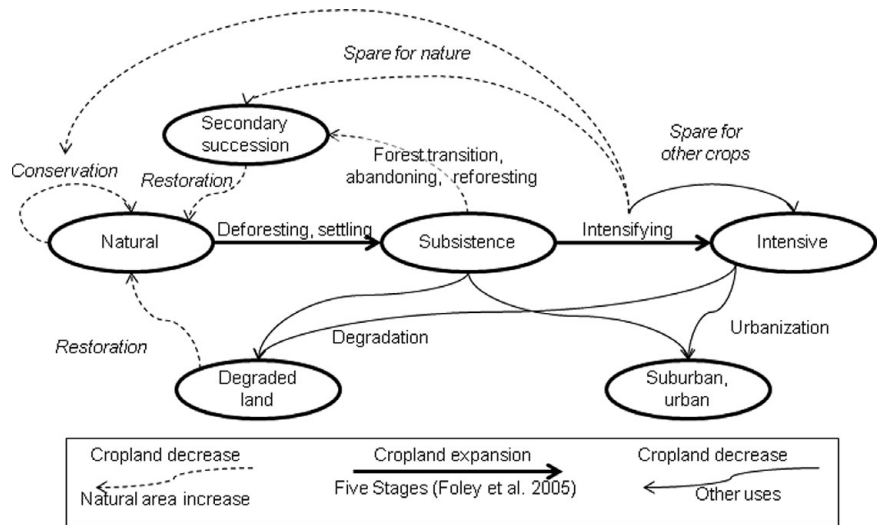 Spare for nature
Secondary
succession
Spare for
other crops
Conservation
Restoration
Forest transition,
abandoning, reforesting
Natural
Deforesting, settling
Subsistence
Intensifying
Intensive
Restoration
Degradation
Urbanization
Degraded
land
Suburban,
urban
Cropland decrease
Natural area increase
Cropland expansion
Five Stages (Foley et al. 2005)
Cropland decrease
Other uses